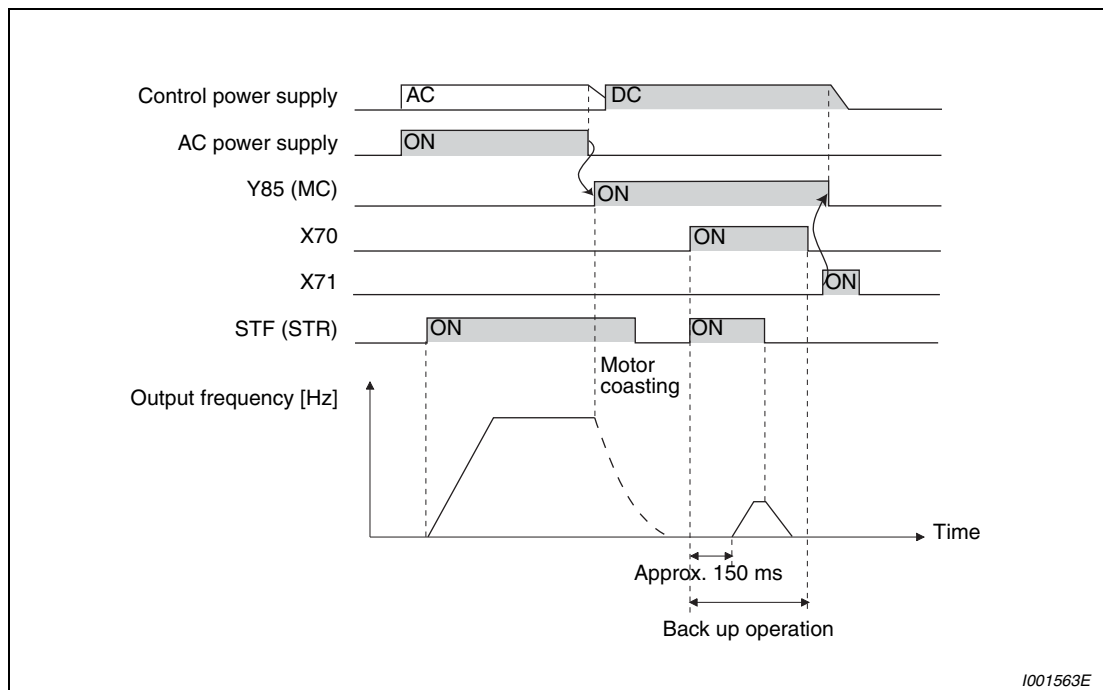 Control power supply
AC
DC
AC power supply
ON
Y85 (MC)
ON
X70
ON
X71
ON
STF (STR)
ON
ON
Motor
coasting
Output frequency [Hz]
Time
Approx. 150 ms
Back up operation
I001563E